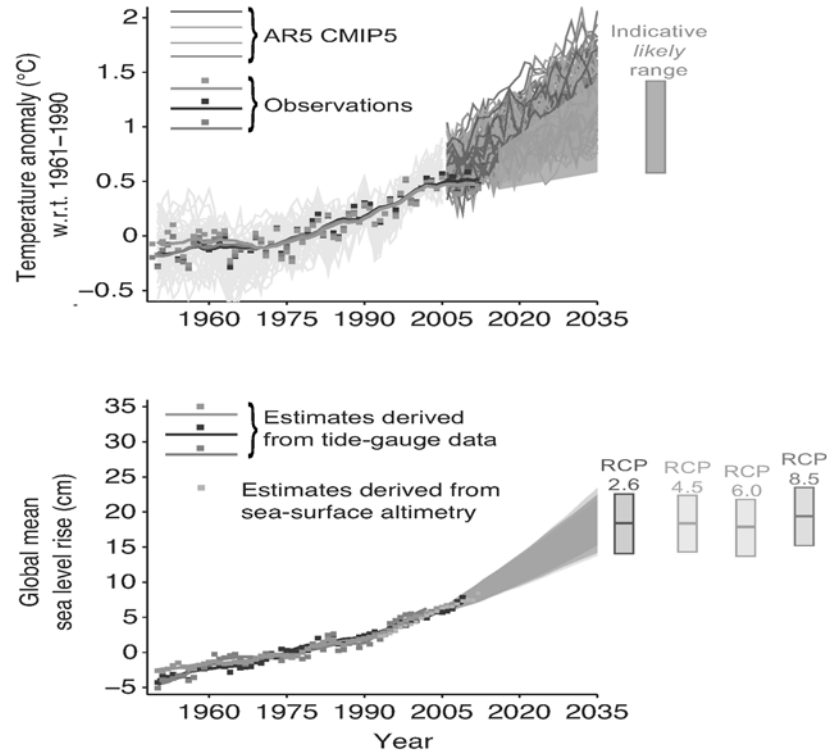 2
1.5
1
0.5
0
−0.5
Temperature anomaly (°C)
w.r.t. 1961–1990
AR5 CMIP5
Observations
Indicative
likely
range
1960 1975 1990 2005 2020 2035
35
30
25
20
15
10
5
0
−5
Global mean
sea level rise (cm)
Estimates derived
from tide-gauge data
Estimates derived from
sea-surface altimetry
RCP
2.6
RCP
4.5
RCP
6.0
RCP
8.5
1960 1975 1990 2005 2020 2035
Year